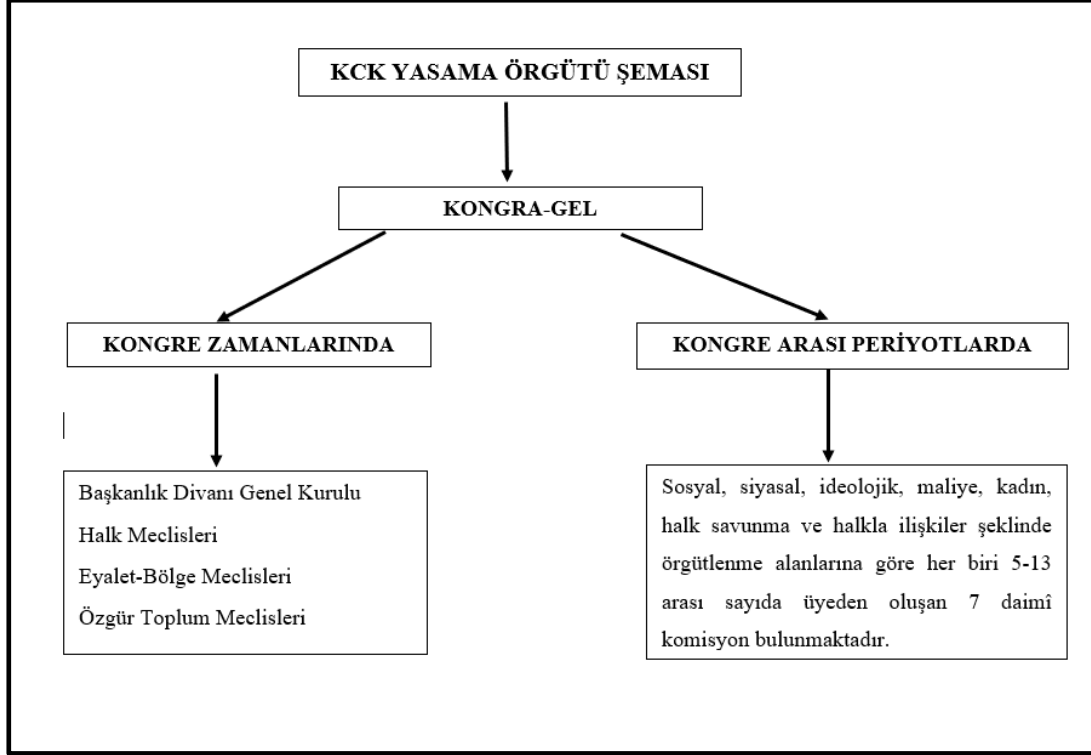 KCK YASAMA ÖRGÜTÜ ŞEMASI
KONGRA-GEL
KONGRE ZAMANLARINDA
KONGRE ARASI PERİYOTLARDA
Başkanlık Divanı Genel Kurulu
Halk Meclisleri
Eyalet-Bölge Meclisleri
Özgür Toplum Meclisleri
Sosyal, siyasal, ideolojik, maliye, kadın,
halk savunma ve halkla ilişkiler şeklinde
örgütlenme alanlarına göre her biri 5-13
arası sayıda üyeden oluşan 7 daimî
komisyon bulunmaktadır.